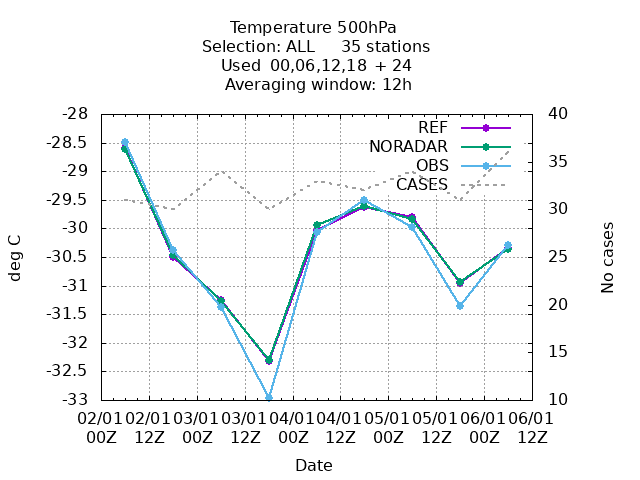 Temperature 500hPa
Selection: ALL 35 stations
Used 00,06,12,18 + 24
Averaging window: 12h
-28
-28.5
-29
-29.5
-30
-30.5
-31
-31.5
-32
-32.5
-33
deg C
40
35
30
25
20
15
10
No cases
REF
NORADAR
OBS
CASES
02/01 02/01 03/01 03/01 04/01 04/01 05/01 05/01 06/01 06/01
00Z 12Z 00Z 12Z 00Z 12Z 00Z 12Z 00Z 12Z
Date